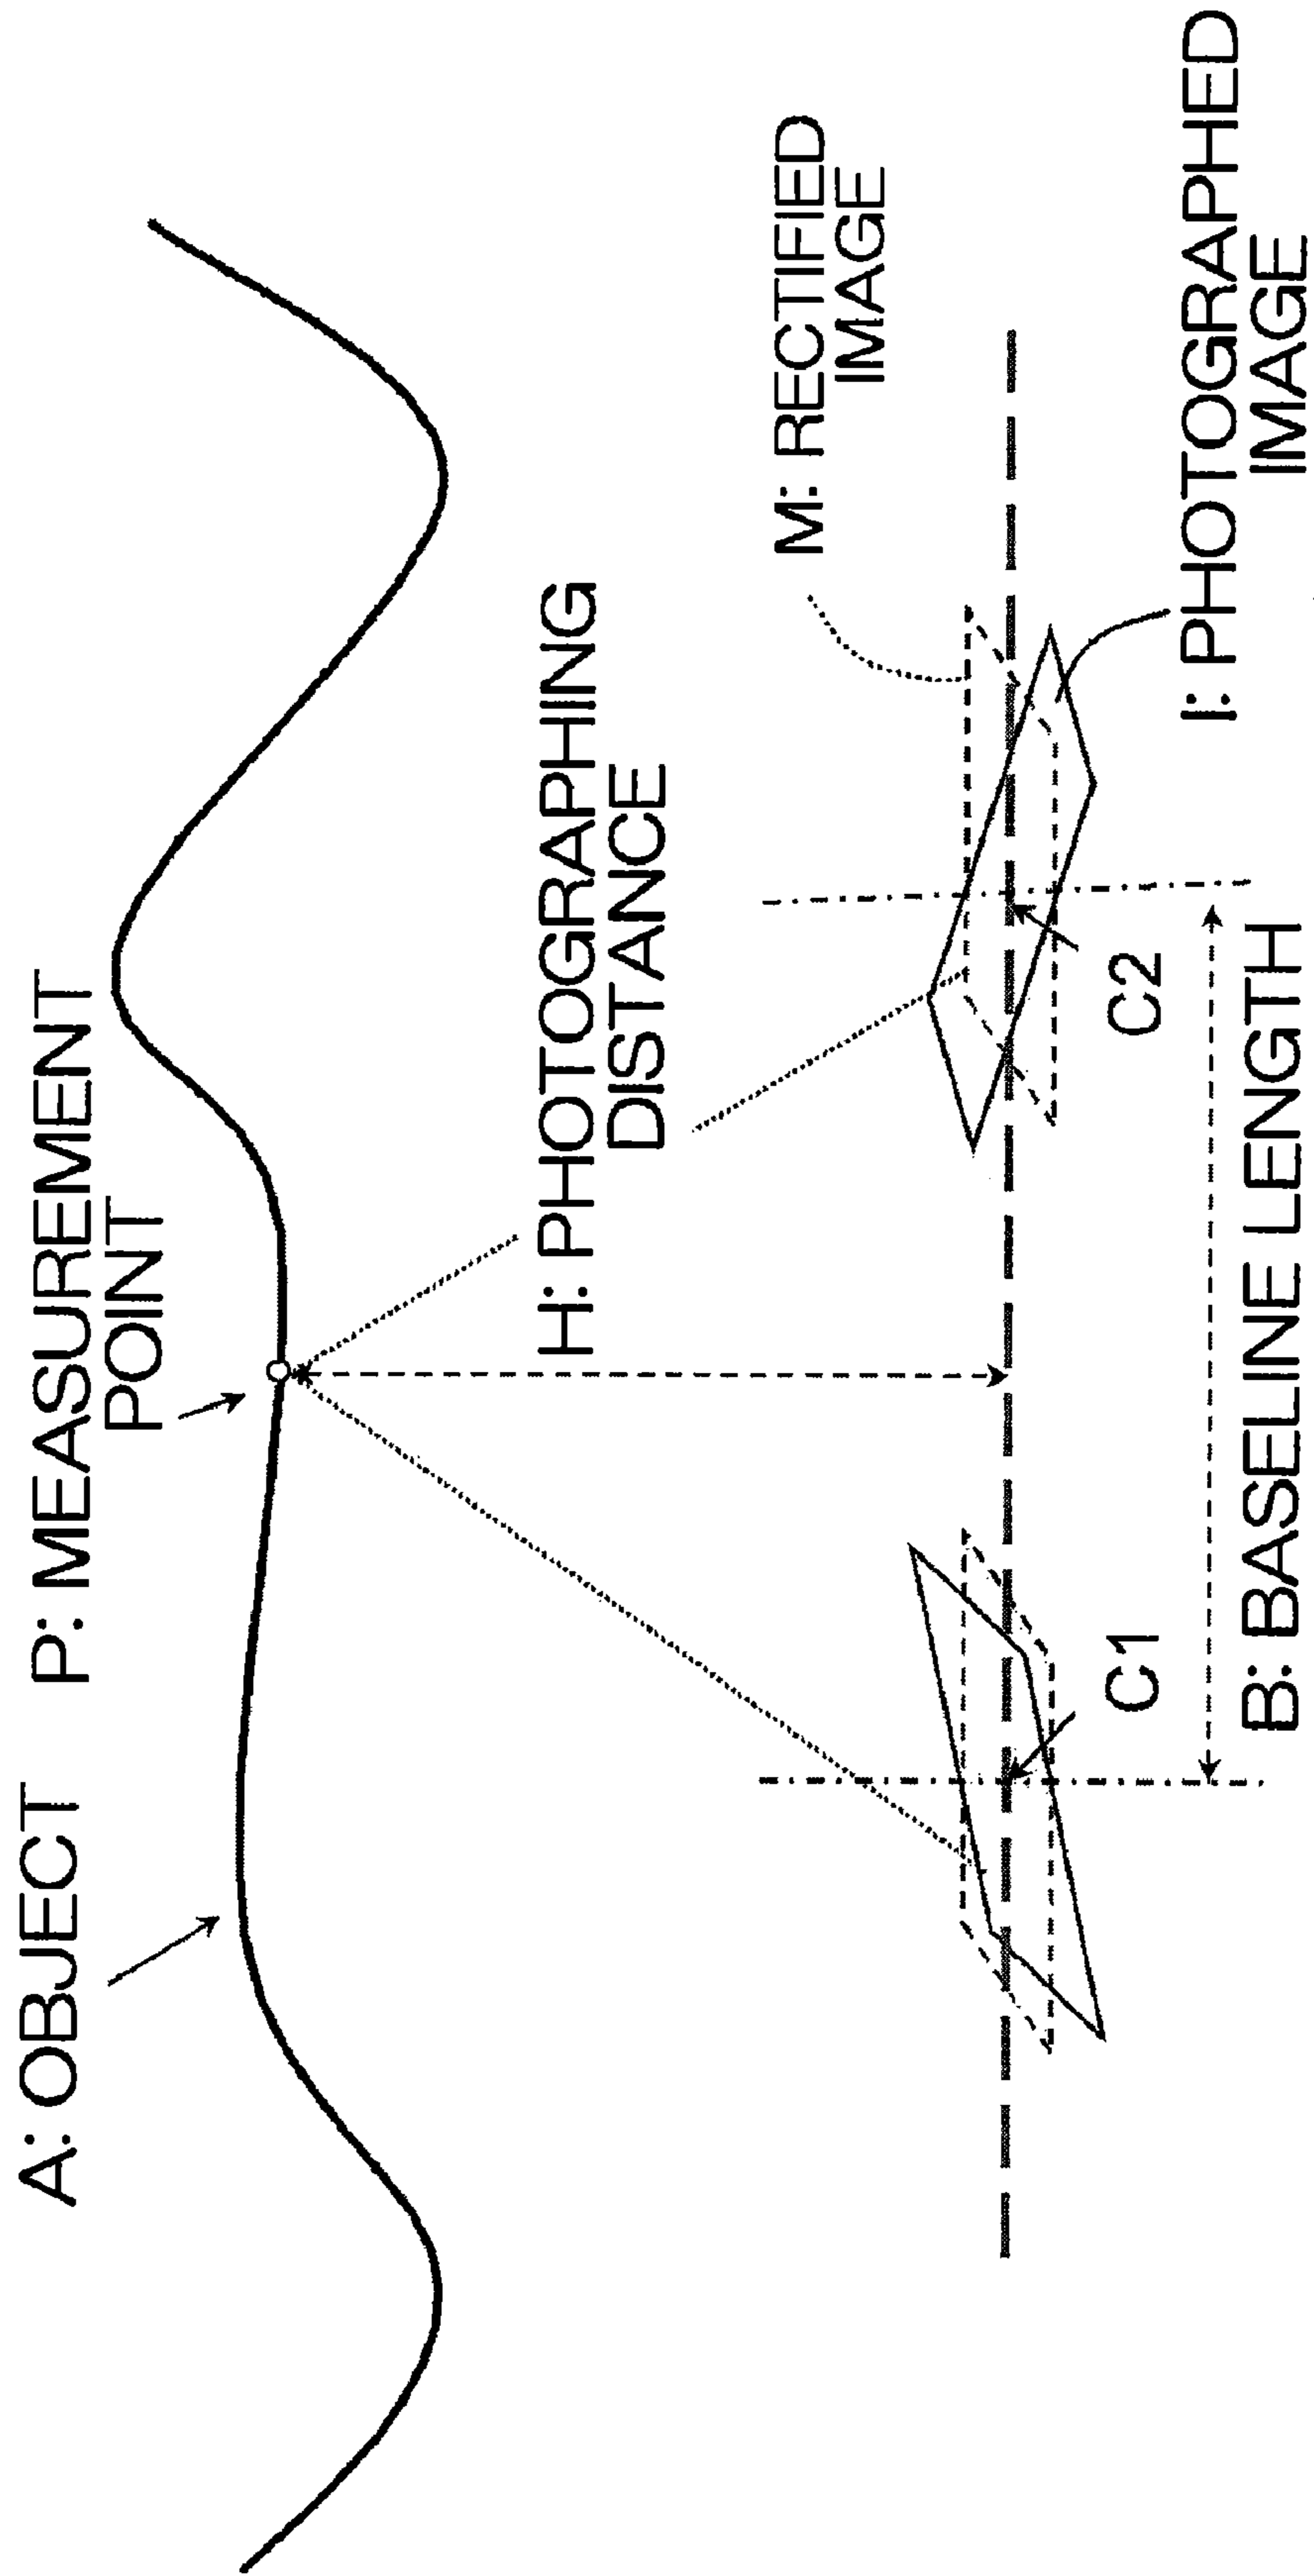 A: OBJECT
P: MEASUREMENT
POINT
H: PHOTOGRAPHING
DISTANCE
M: RECTIFIED
IMAGE
C1
C2
I: PHOTOGRAPHED
IMAGE
B: BASELINE LENGTH